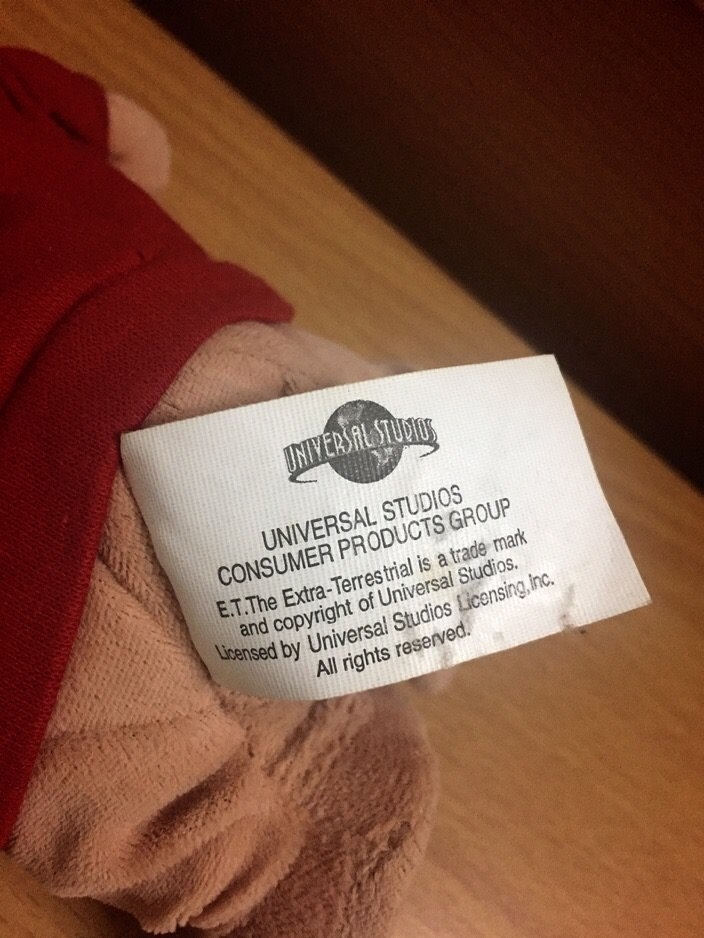 UNIVERSAL STUDIOS
UNIVERSAL STUDIOS
CONSUMER PRODUCTS GROUP
E.T.The Extra-Terrestrial is a trade mark
and copyright of Universal Studios.
Licensed by Universal Studios Licensing,Inc.
All rights reserved.